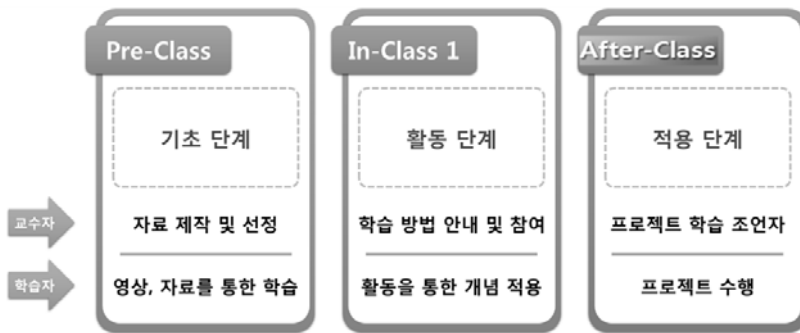 Pre-Class
In-Class 1
After-Class
기초 단계
활동 단계
적용 단계
교수자
자료 제작 및 선정
학습 방법 안내 및 참여
프로젝트 학습 조언자
학습자
영상, 자료를 통한 학습
활동을 통한 개념 적용
프로젝트 수행